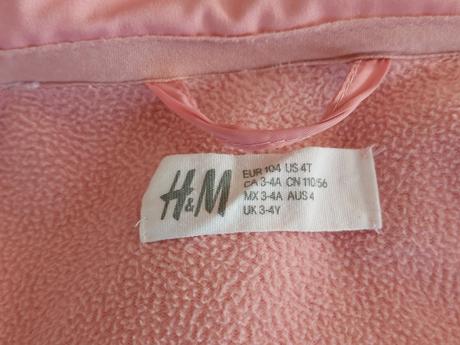 H&M
EUR 104 US 4T
CA 3-4A CN 110/56
MX 3-4A AUS 4
UK 3-4Y